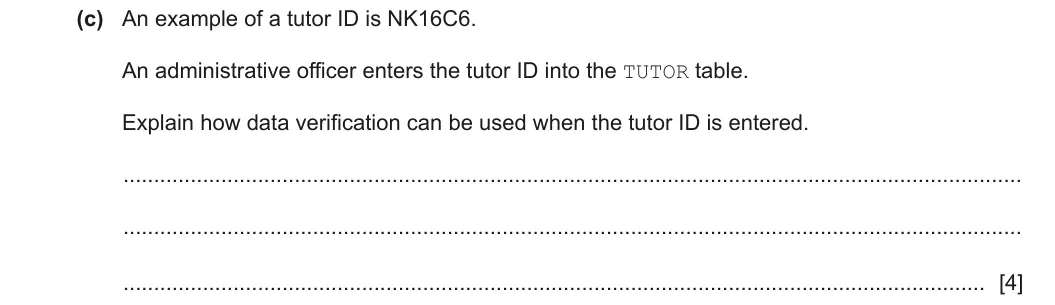 (c) An example of a tutor ID is NK16C6.
An administrative officer enters the tutor ID into the TUTOR table.
Explain how data verification can be used when the tutor ID is entered.
..........................................................................................................................................
..........................................................................................................................................
.................................................................................................................................... [4]